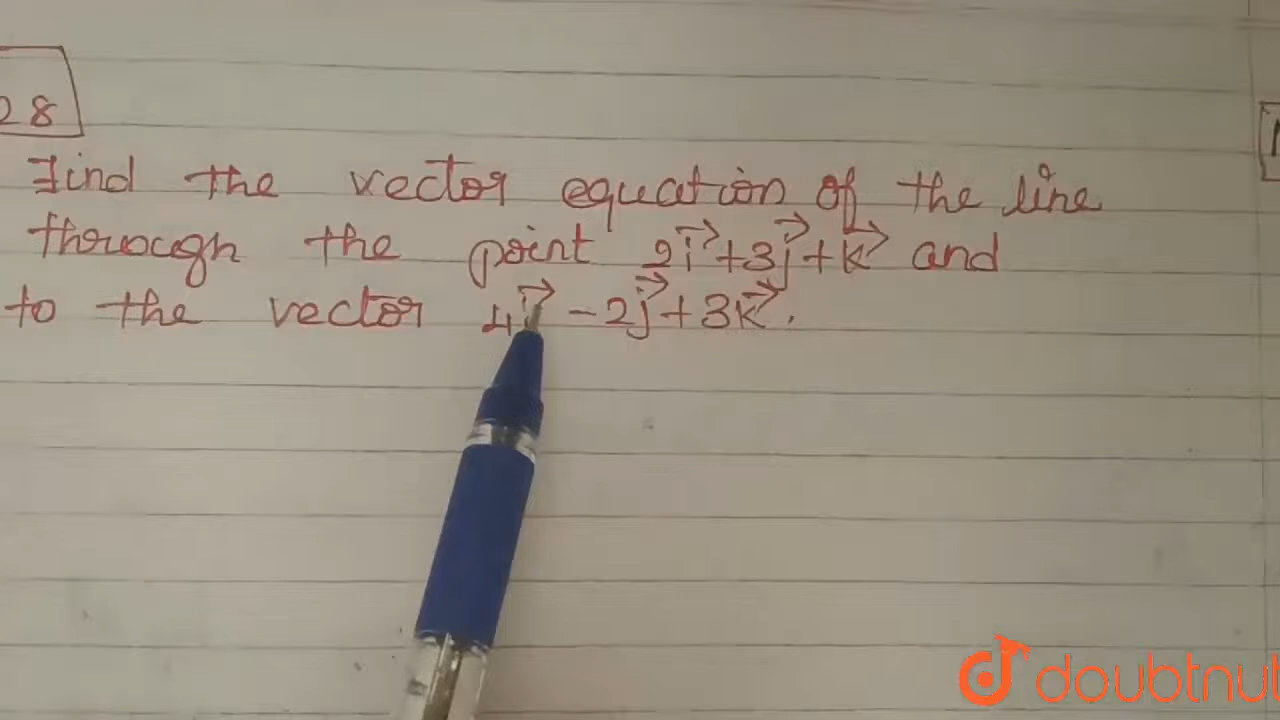 28
Find the vector equation of the line
through the point 2i⃗ + 3j⃗ + k⃗ and
to the vector 4i⃗ - 2j⃗ + 3k⃗.
doubtnut